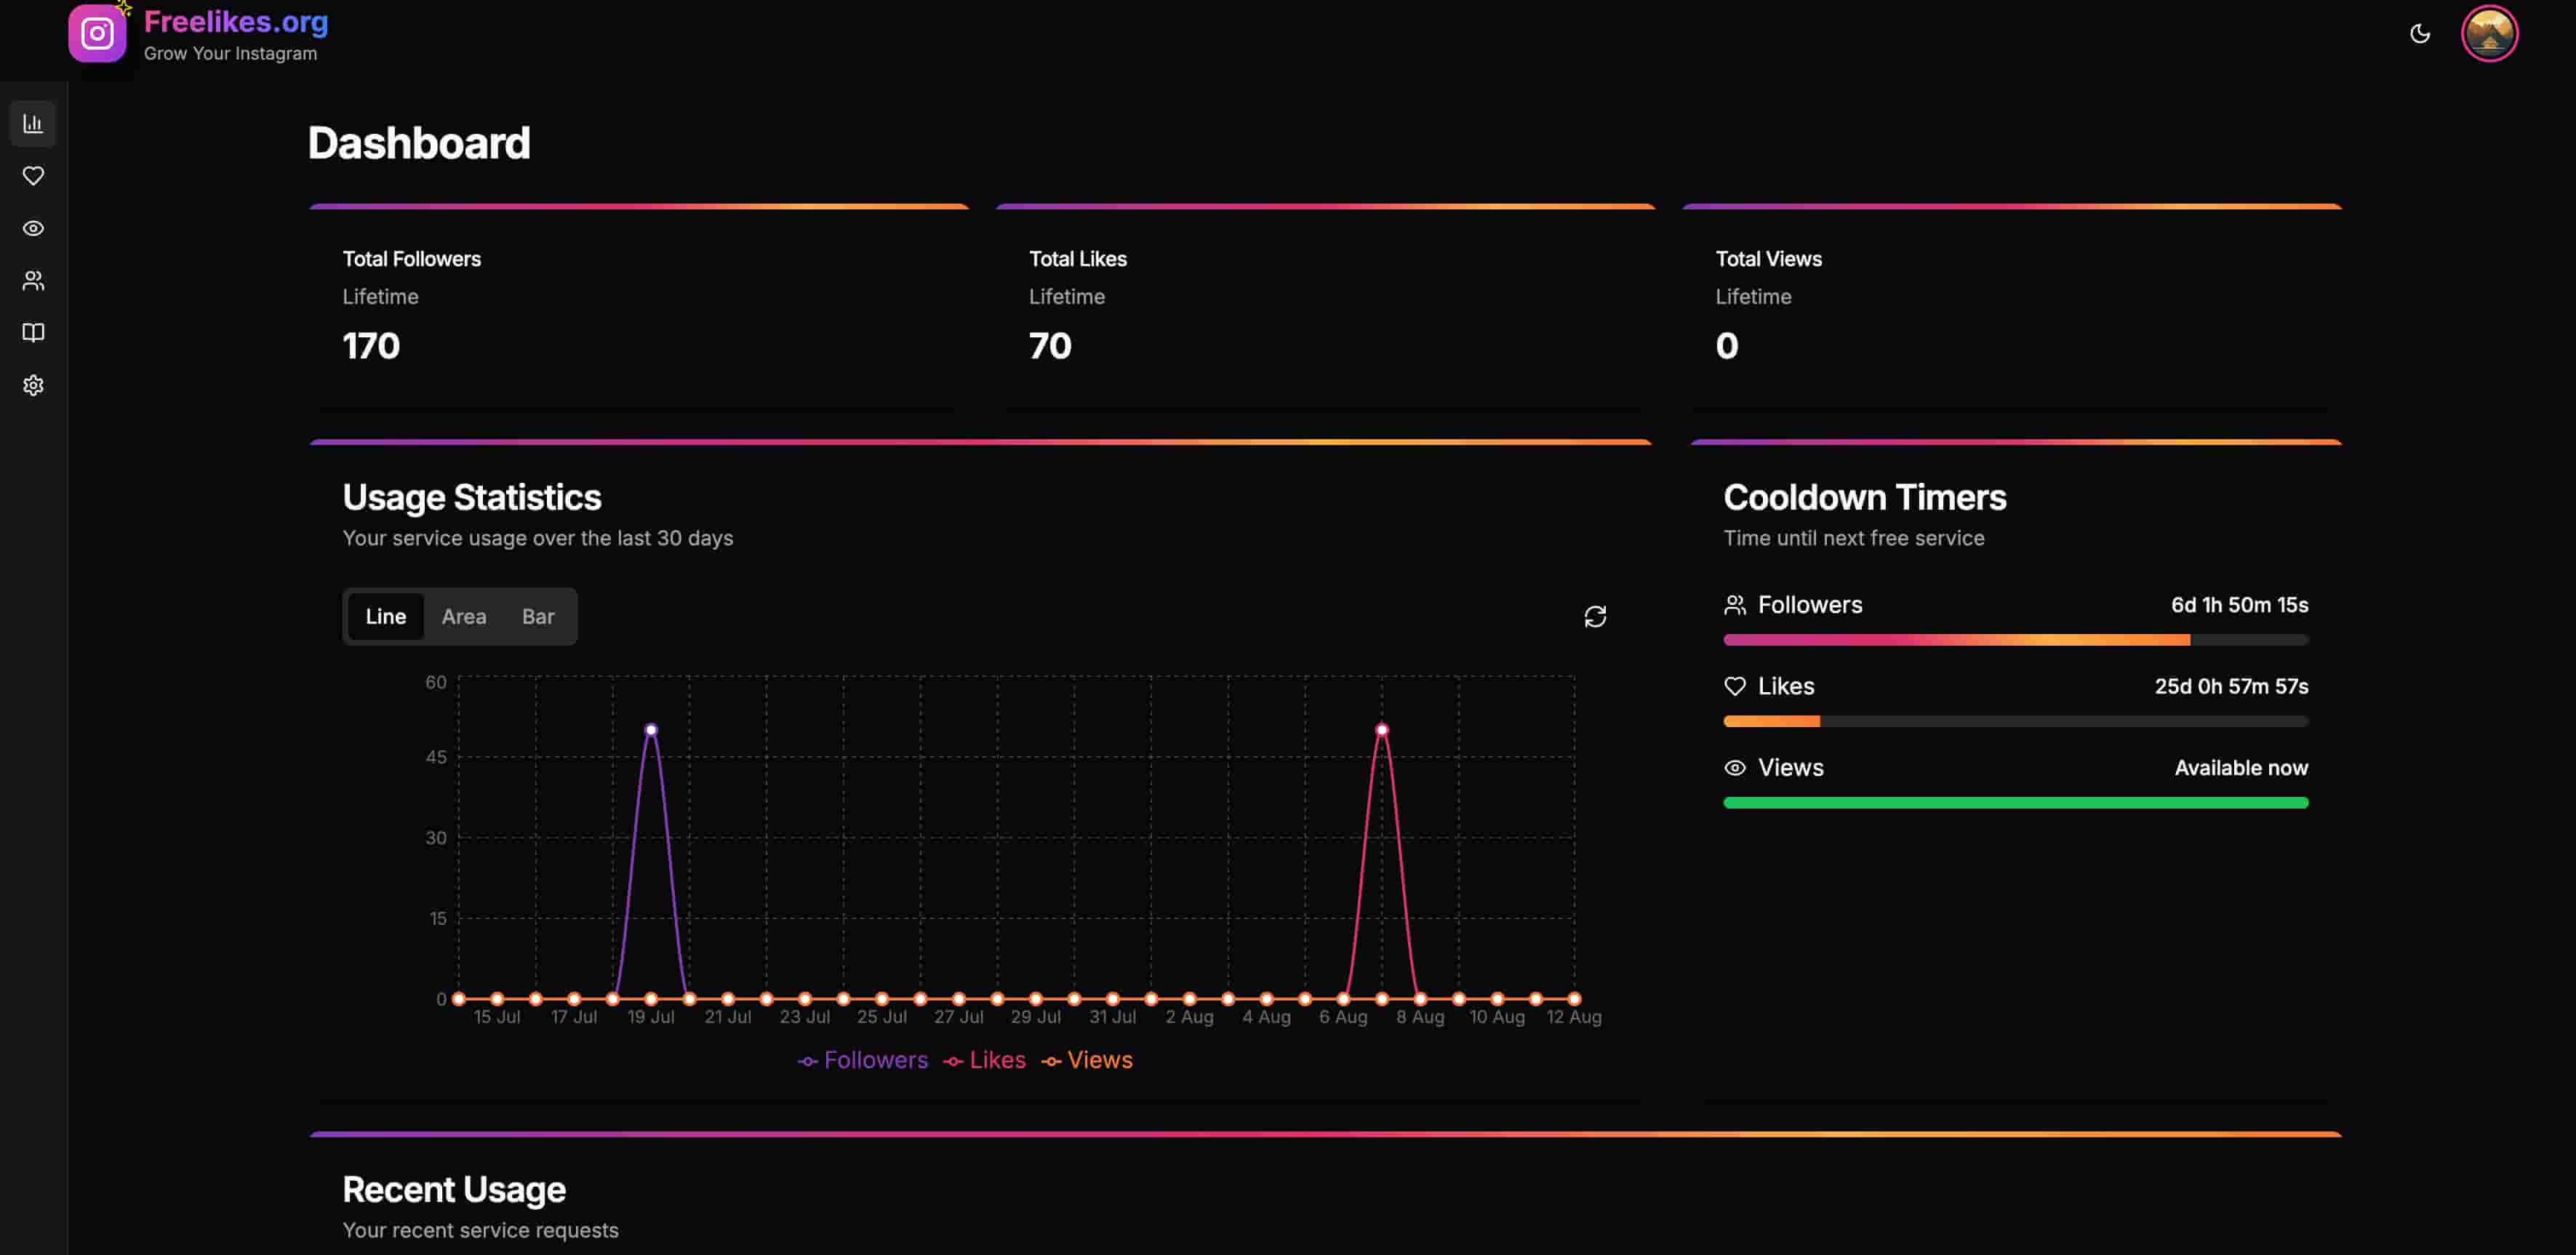 Freelikes.org
Grow Your Instagram
Dashboard
Total Followers
Lifetime
170
Total Likes
Lifetime
70
Total Views
Lifetime
0
Usage Statistics
Your service usage over the last 30 days
Line Area Bar
60
45
30
15
0
15 Jul 17 Jul 19 Jul 21 Jul 23 Jul 25 Jul 27 Jul 29 Jul 31 Jul 2 Aug 4 Aug 6 Aug 8 Aug 10 Aug 12 Aug
Followers Likes Views
Cooldown Timers
Time until next free service
Followers 6d 1h 50m 15s
Likes 25d 0h 57m 57s
Views Available now
Recent Usage
Your recent service requests